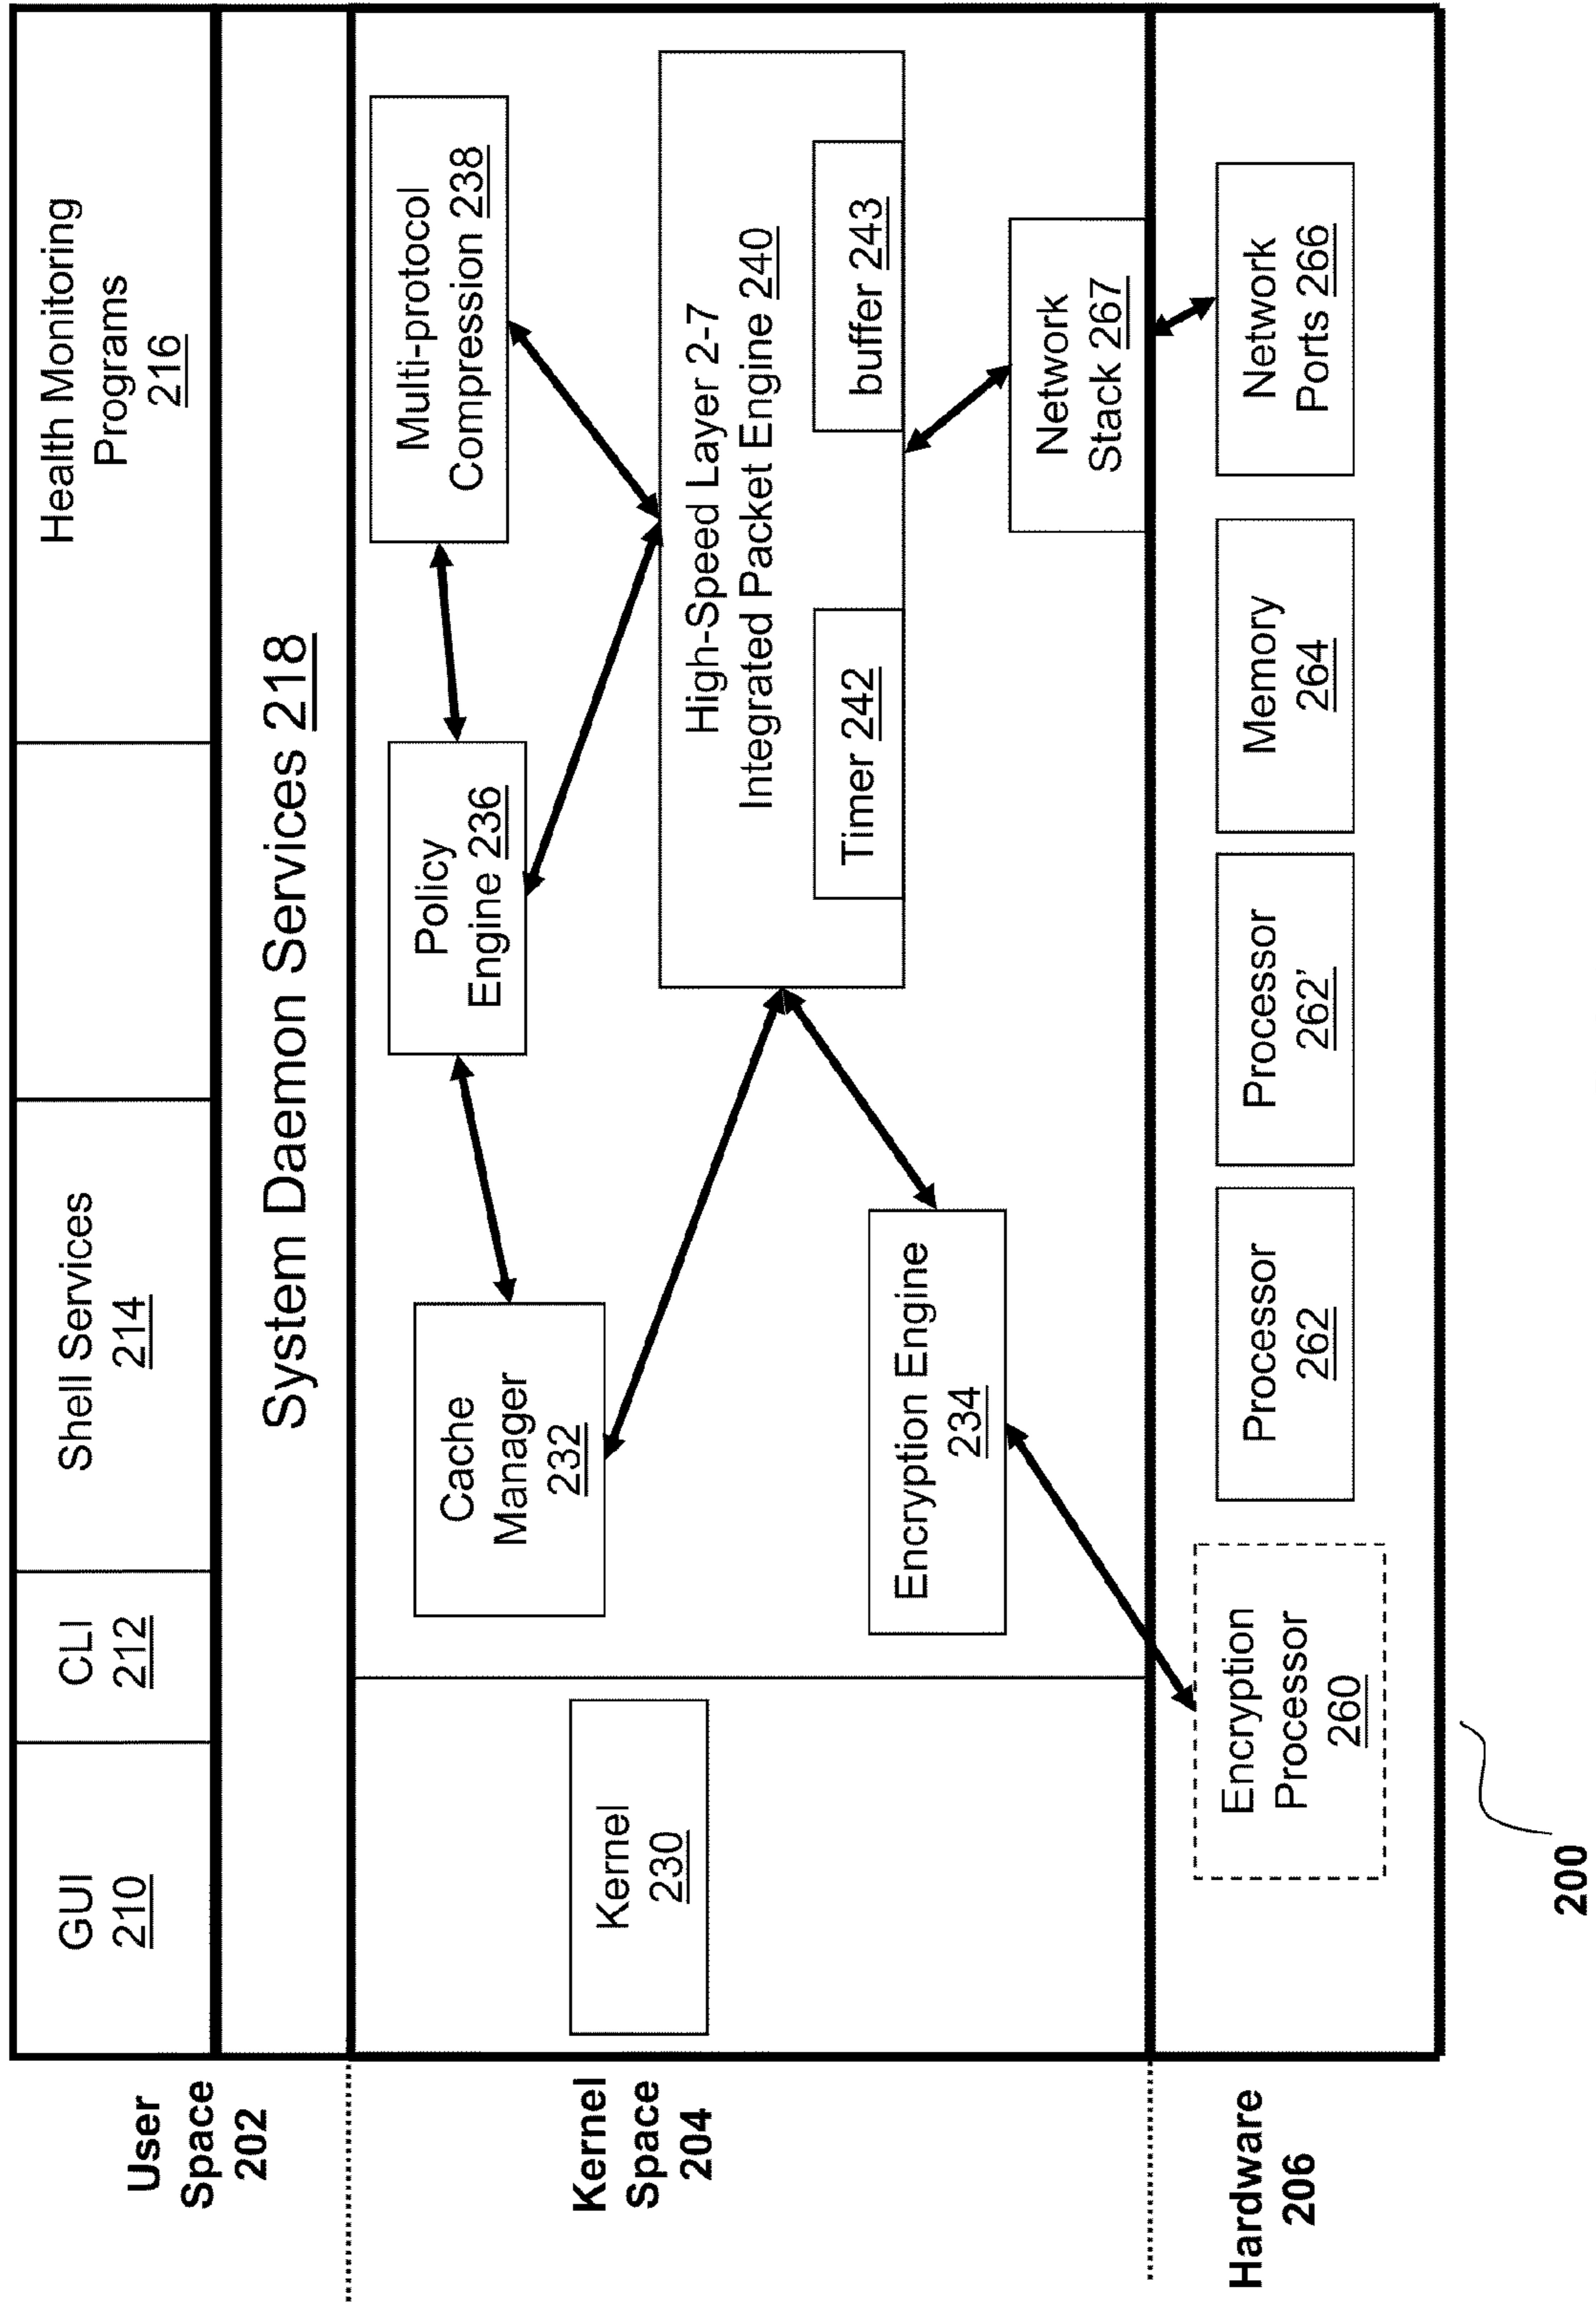 User
Space
202
GUI
210
CLI
212
Shell Services
214
Health Monitoring
Programs
216
System Daemon Services 218
Kernel
Space
204
Kernel
230
Cache
Manager
232
Policy
Engine 236
Multi-protocol
Compression 238
High-Speed Layer 2-7
Integrated Packet Engine 240
Timer 242
buffer 243
Encryption Engine
234
Network
Stack 267
Hardware
206
Encryption
Processor
260
Processor
262
Processor
262’
Memory
264
Network
Ports 266
200